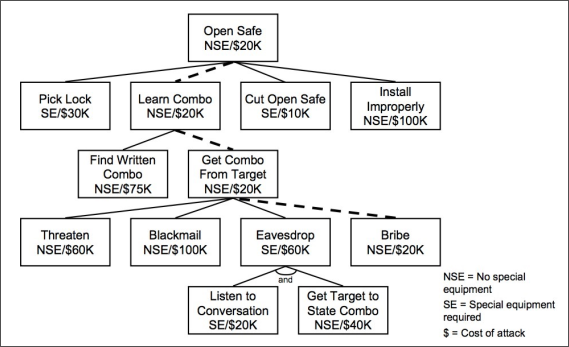 Open Safe
NSE/$20K
Pick Lock
SE/$30K
Learn Combo
NSE/$20K
Cut Open Safe
SE/$10K
Install
Improperly
NSE/$100K
Find Written
Combo
NSE/$75K
Get Combo
From Target
NSE/$20K
Threaten
NSE/$60K
Blackmail
NSE/$100K
Eavesdrop
SE/$60K
Bribe
NSE/$20K
and
Listen to
Conversation
SE/$20K
Get Target to
State Combo
NSE/$40K
NSE = No special
equipment
SE = Special equipment
required
$ = Cost of attack